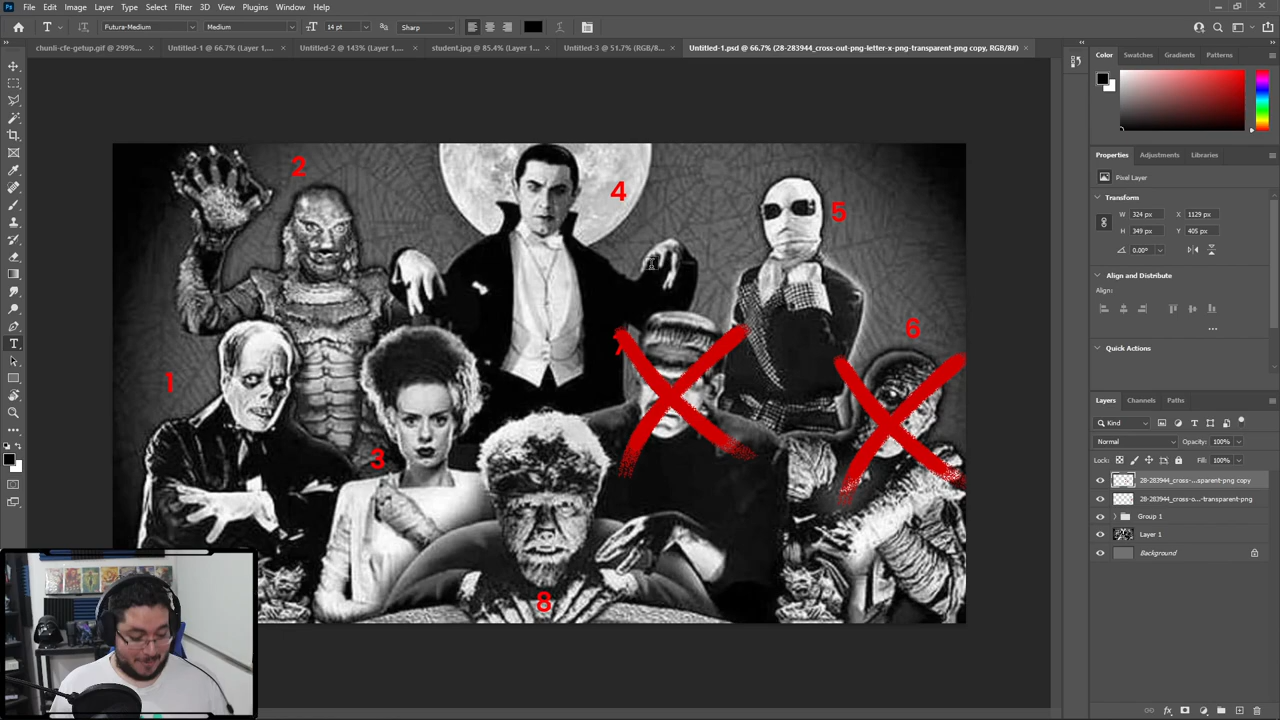 Ps File Edit Image Layer Type Select Filter 3D View Plugins Window Help
T Futura-Medium Medium 14 pt Sharp
chunli-cfe-getup.gif @ 299%... × Untitled-1 @ 66.7% (Layer 1,... × Untitled-2 @ 143% (Layer 1,... × student.jpg @ 85.4% (Layer 1... × Untitled-3 @ 51.7% (RGB/8... × Untitled-1.psd @ 66.7% (28-283944_cross-out-png-letter-x-png-transparent-png copy, RGB/8#) ×
Color Swatches Gradients Patterns
Properties Adjustments Libraries
Pixel Layer
Transform
W 324 px X 1129 px
H 349 px Y 405 px
0.00°
Align and Distribute
Align:
...
Quick Actions
Layers Channels Paths
Kind
Normal Opacity: 100%
Lock: Fill: 100%
28-283944_cross-...sparent-png copy
28-283944_cross-o...-transparent-png
Group 1
Layer 1
Background
fx
2
4
5
6
1
3
8